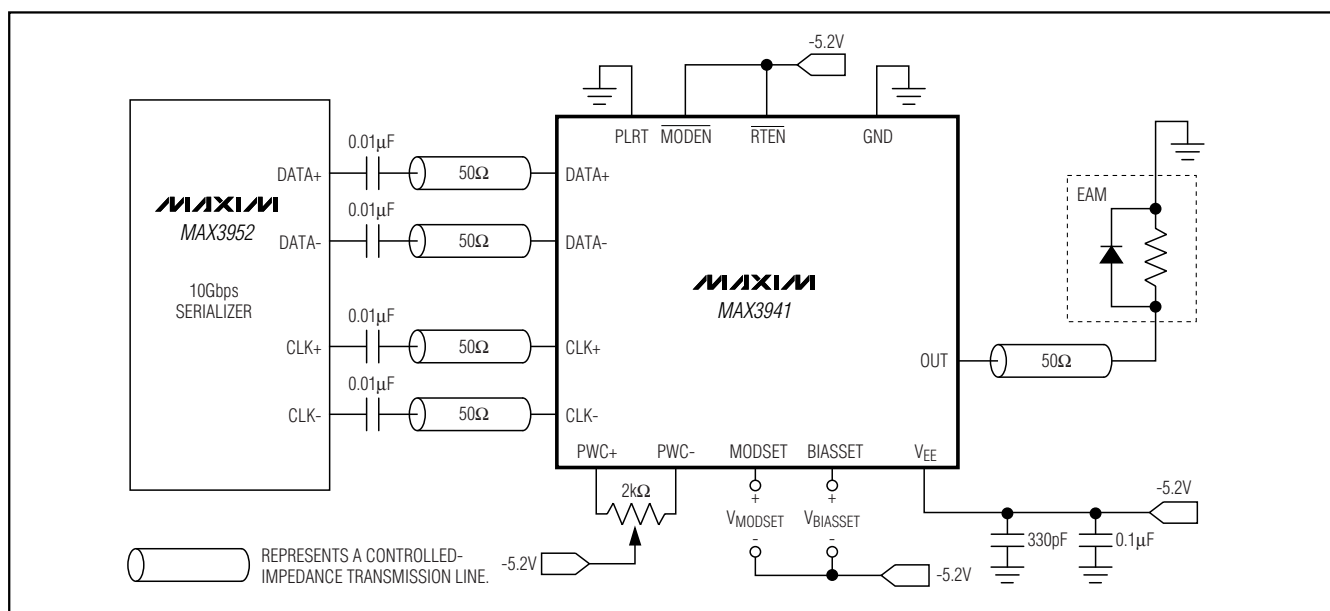 -5.2V
PLRT
MODEN
RTEN
GND
0.01μF
DATA+
50Ω
DATA+
EAM
MAXIM
MAX3952
0.01μF
DATA-
50Ω
DATA-
MAXIM
MAX3941
10Gbps
SERIALIZER
0.01μF
CLK+
50Ω
CLK+
OUT
50Ω
0.01μF
CLK-
50Ω
CLK-
PWC+
PWC-
MODSET
BIASSET
VEE
2kΩ
+
+
-5.2V
VMODSET
VBIASSET
-
-
330pF
0.1μF
REPRESENTS A CONTROLLED-
IMPEDANCE TRANSMISSION LINE.
-5.2V
-5.2V